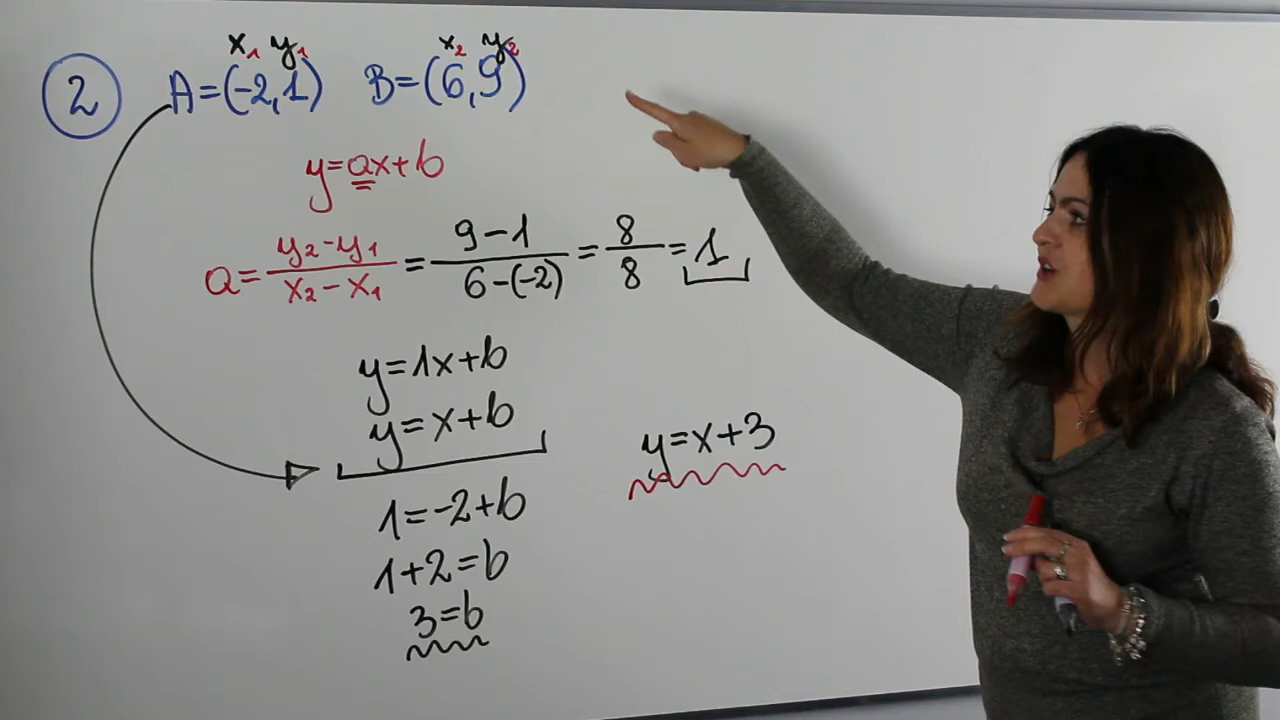 x₁ y₁ x₂ y₂
2 A=(-2,1) B=(6,9)
y=ax+b
a= (y₂-y₁)/(x₂-x₁) = (9-1)/(6-(-2)) = 8/8 = 1
y=1x+b
y=x+b
y=x+3
1=-2+b
1+2=b
3=b